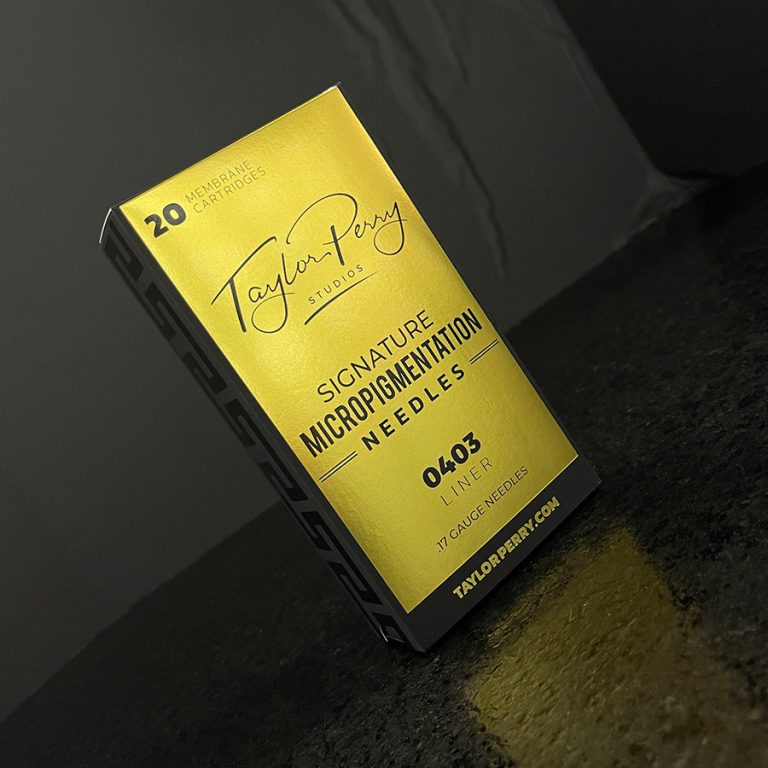 20 MEMBRANE
CARTRIDGES
Taylor Perry
STUDIOS
SIGNATURE
MICROPIGMENTATION
NEEDLES
0403
LINER
.17 GAUGE NEEDLES
TAYLORPERRY.COM